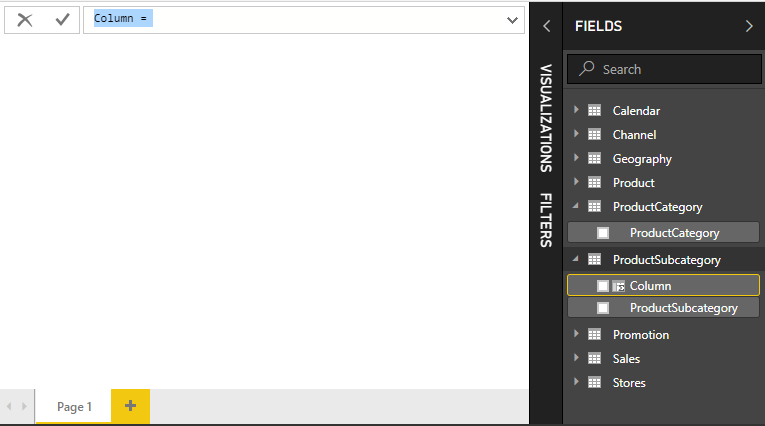 Column =
Page 1
VISUALIZATIONS
FILTERS
FIELDS
Search
Calendar
Channel
Geography
Product
ProductCategory
ProductCategory
ProductSubcategory
Column
ProductSubcategory
Promotion
Sales
Stores